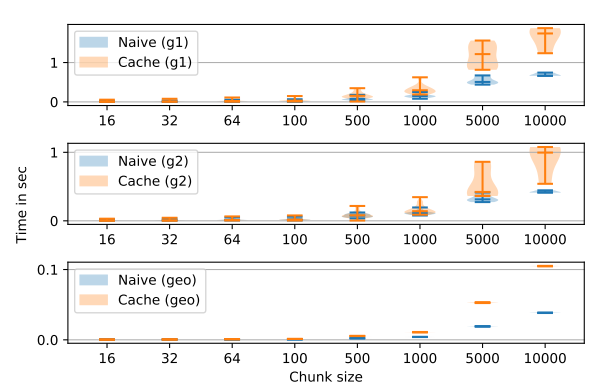 Naive (g1)
Cache (g1)
1
0
16 32 64 100 500 1000 5000 10000
Naive (g2)
Cache (g2)
1
0
16 32 64 100 500 1000 5000 10000
Time in sec
Naive (geo)
Cache (geo)
0.1
0.0
16 32 64 100 500 1000 5000 10000
Chunk size